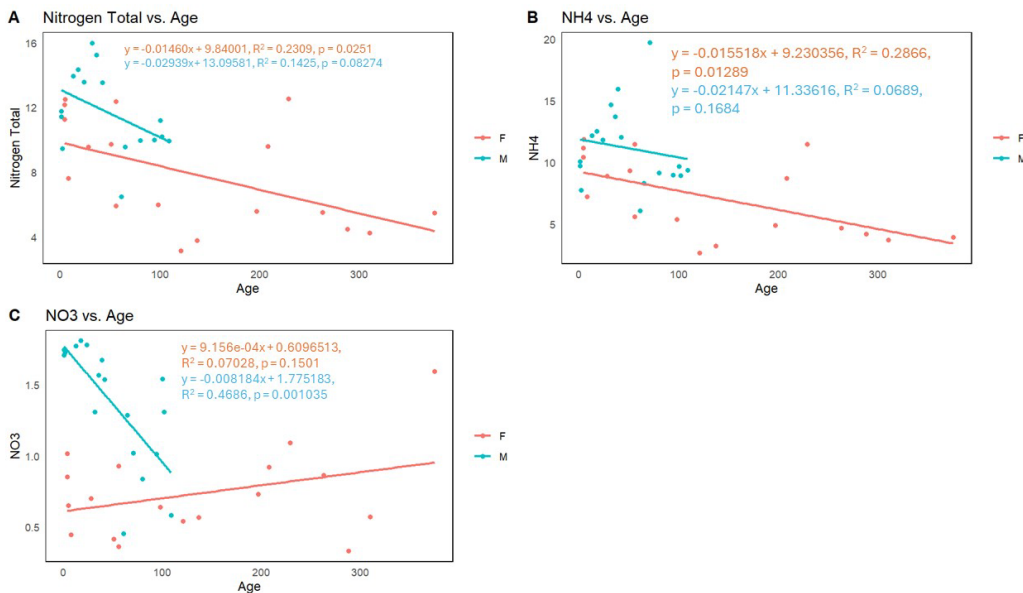 A Nitrogen Total vs. Age
y = -0.01460x + 9.84001, R² = 0.2309, p = 0.0251
y = -0.02939x + 13.09581, R² = 0.1425, p = 0.08274
16
12
8
4
Nitrogen Total
0 100 200 300
Age
F
M
B NH4 vs. Age
y = -0.015518x + 9.230356, R² = 0.2866,
p = 0.01289
y = -0.02147x + 11.33616, R² = 0.0689,
p = 0.1684
20
15
10
5
NH4
0 100 200 300
Age
F
M
C NO3 vs. Age
y = 9.156e-04x + 0.6096513,
R² = 0.07028, p = 0.1501
y = -0.008184x + 1.775183,
R² = 0.4686, p = 0.001035
1.5
1.0
0.5
NO3
0 100 200 300
Age
F
M